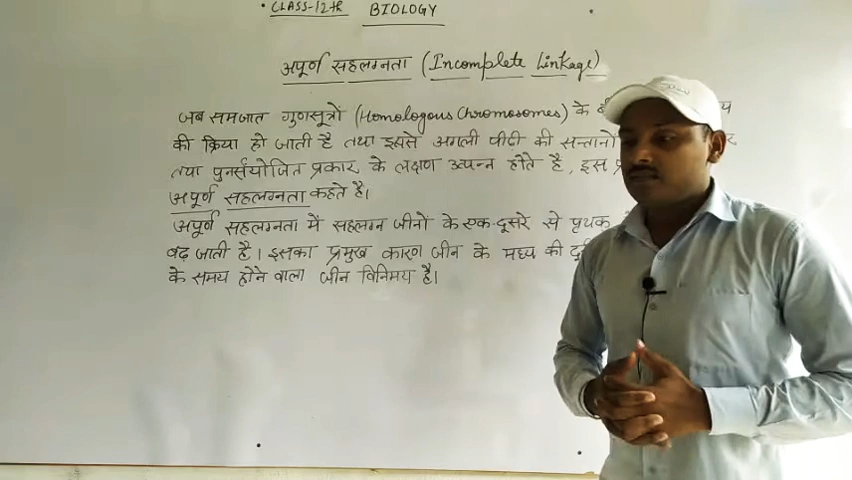 CLASS-12th BIOLOGY
अपूर्ण सहलग्नता (Incomplete Linkage)
जब समजात गुणसूत्रों (Homologous Chromosomes) के
की क्रिया हो जाती है तथा इससे अगली पीढी की सन्तानों
तथा पुनर्संयोजित प्रकार के लक्षण उत्पन्न होते है, इस
अपूर्ण सहलग्नता कहते है।
अपूर्ण सहलग्नता में सहलग्न जीनों के एक-दूसरे से पृथक
बढ़ जाती है। इसका प्रमुख कारण जीन के मध्य की
के समय होने वाला जीन विनिमय है।